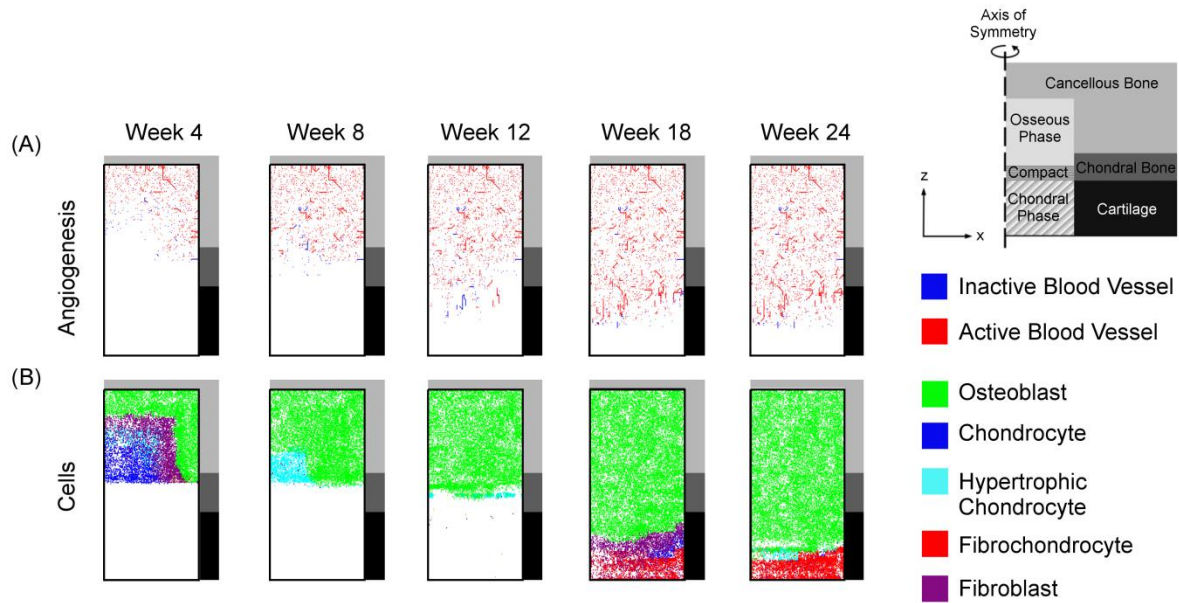 Axis of
Symmetry
Cancellous Bone
Osseous
Phase
Compact
Chondral Bone
Chondral
Phase
Cartilage
z
x
Week 4
Week 8
Week 12
Week 18
Week 24
(A)
Angiogenesis
Inactive Blood Vessel
Active Blood Vessel
(B)
Cells
Osteoblast
Chondrocyte
Hypertrophic
Chondrocyte
Fibrochondrocyte
Fibroblast